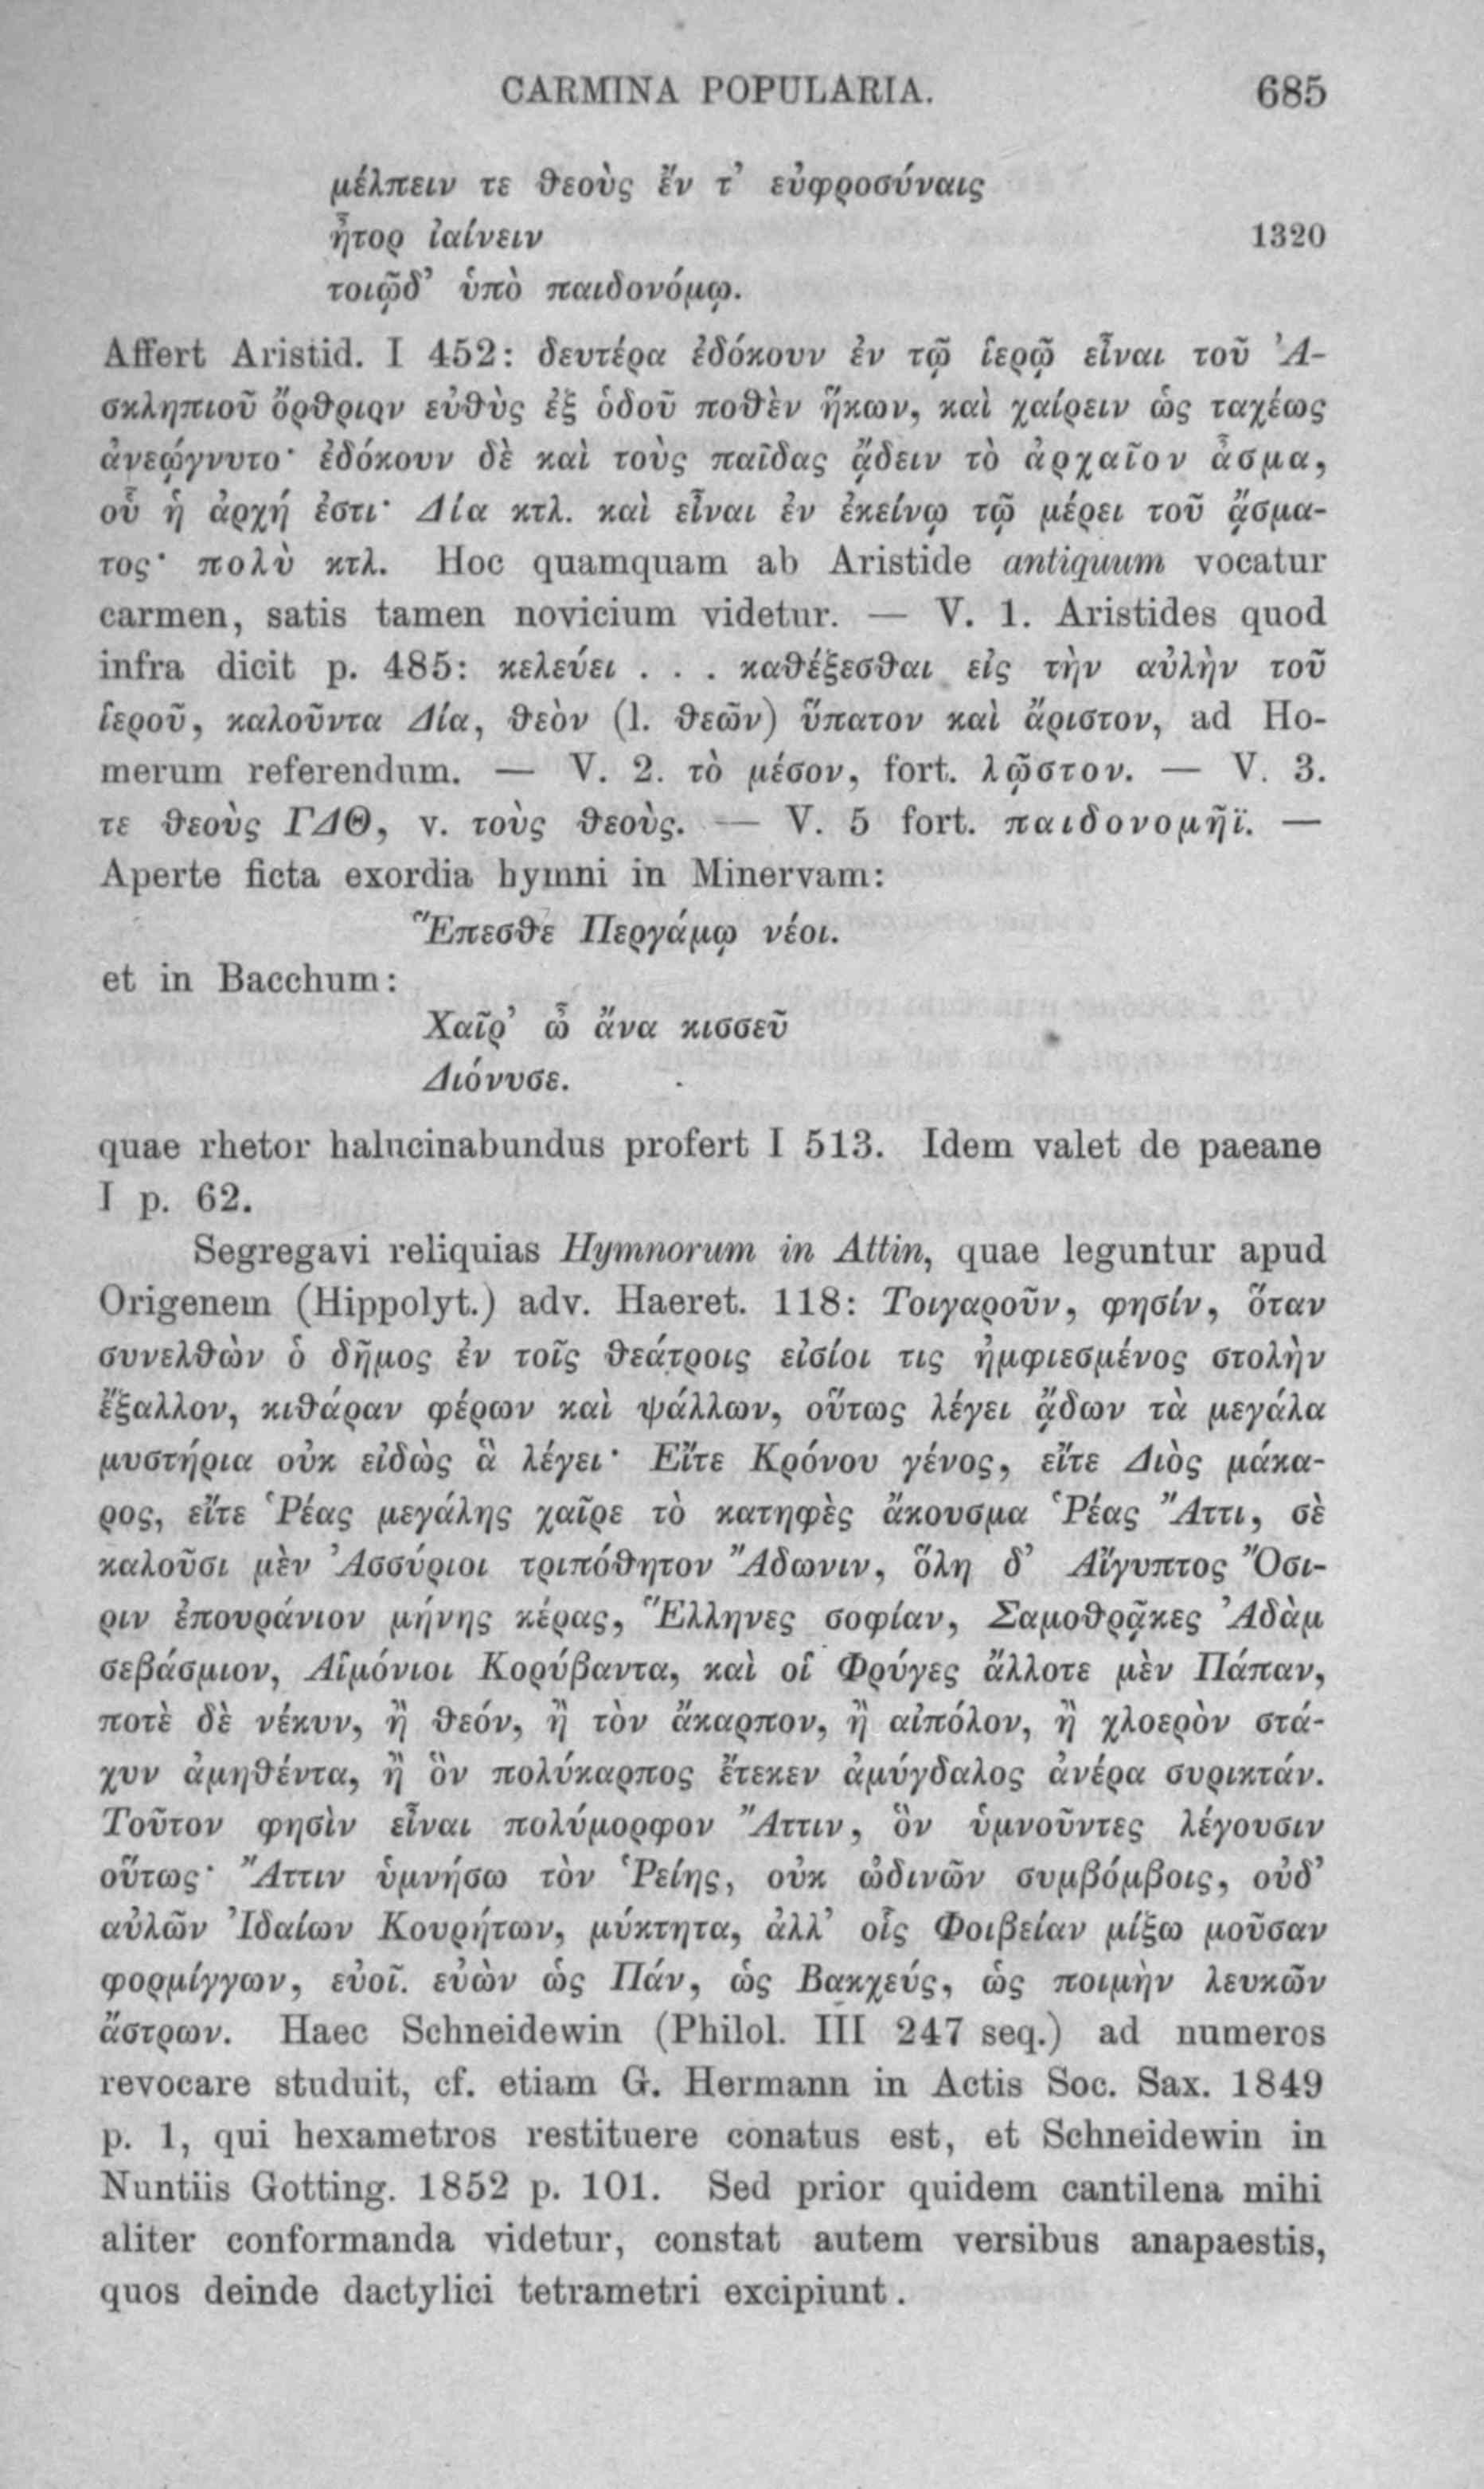 CARMINA POPULARIA. 685
μέλπειν τε θεοὺς ἔν τ᾽ εὐφροσύναις
ἦτορ ἰαίνειν 1320
τοιῷδ᾽ ὑπὸ παιδονόμῳ.
Affert Aristid. I 452: δευτέρα ἐδόκουν ἐν τῷ ἱερῷ εἶναι τοῦ Ἀ-
σκληπιοῦ ὄρθριον εὐθὺς ἐξ ὁδοῦ ποθὲν ἥκων, καὶ χαίρειν ὡς ταχέως
ἀνεῴγνυτο· ἐδόκουν δὲ καὶ τοὺς παῖδας ᾄδειν τὸ ἀρχαῖον ἆσμα,
οὗ ἡ ἀρχή ἐστι· Δία κτλ. καὶ εἶναι ἐν ἐκείνῳ τῷ μέρει τοῦ ᾄσμα-
τος· πολὺ κτλ. Hoc quamquam ab Aristide antiquum vocatur
carmen, satis tamen novicium videtur. — V. 1. Aristides quod
infra dicit p. 485: κελεύει . . . καθέξεσθαι εἰς τὴν αὐλὴν τοῦ
ἱεροῦ, καλοῦντα Δία, θεὸν (l. θεῶν) ὕπατον καὶ ἄριστον, ad Ho-
merum referendum. — V. 2. τὸ μέσον, fort. λῷστον. — V. 3.
τε θεοὺς ΓΔΘ, v. τοὺς θεούς. — V. 5 fort. παιδονομῆϊ. —
Aperte ficta exordia hymni in Minervam:
Ἕπεσθε Περγάμῳ νέοι.
et in Bacchum:
Χαῖρ᾽ ὦ ἄνα κισσεῦ
Διόνυσε.
quae rhetor halucinabundus profert I 513. Idem valet de paeane
I p. 62.
Segregavi reliquias Hymnorum in Attin, quae leguntur apud
Origenem (Hippolyt.) adv. Haeret. 118: Τοιγαροῦν, φησίν, ὅταν
συνελθὼν ὁ δῆμος ἐν τοῖς θεάτροις εἰσίοι τις ἠμφιεσμένος στολὴν
ἔξαλλον, κιθάραν φέρων καὶ ψάλλων, οὕτως λέγει ᾄδων τὰ μεγάλα
μυστήρια οὐκ εἰδὼς ἃ λέγει· Εἴτε Κρόνου γένος, εἴτε Διὸς μάκα-
ρος, εἴτε Ῥέας μεγάλης χαῖρε τὸ κατηφὲς ἄκουσμα Ῥέας Ἄττι, σὲ
καλοῦσι μὲν Ἀσσύριοι τριπόθητον Ἄδωνιν, ὅλη δ᾽ Αἴγυπτος Ὄσι-
ριν ἐπουράνιον μήνης κέρας, Ἕλληνες σοφίαν, Σαμοθρᾷκες Ἀδὰμ
σεβάσμιον, Αἱμόνιοι Κορύβαντα, καὶ οἱ Φρύγες ἄλλοτε μὲν Πάπαν,
ποτὲ δὲ νέκυν, ἢ θεόν, ἢ τὸν ἄκαρπον, ἢ αἰπόλον, ἢ χλοερὸν στά-
χυν ἀμηθέντα, ἢ ὃν πολύκαρπος ἔτεκεν ἀμύγδαλος ἀνέρα συρικτάν.
Τοῦτον φησὶν εἶναι πολύμορφον Ἄττιν, ὃν ὑμνοῦντες λέγουσιν
οὕτως· Ἄττιν ὑμνήσω τὸν Ῥείης, οὐκ ὠδινῶν συμβόμβοις, οὐδ᾽
αὐλῶν Ἰδαίων Κουρήτων, μύκτητα, ἀλλ᾽ οἷς Φοιβείαν μίξω μοῦσαν
φορμίγγων, εὐοῖ. εὐὼν ὡς Πάν, ὡς Βακχεύς, ὡς ποιμὴν λευκῶν
ἄστρων. Haec Schneidewin (Philol. III 247 seq.) ad numeros
revocare studuit, cf. etiam G. Hermann in Actis Soc. Sax. 1849
p. 1, qui hexametros restituere conatus est, et Schneidewin in
Nuntiis Gotting. 1852 p. 101. Sed prior quidem cantilena mihi
aliter conformanda videtur, constat autem versibus anapaestis,
quos deinde dactylici tetrametri excipiunt.